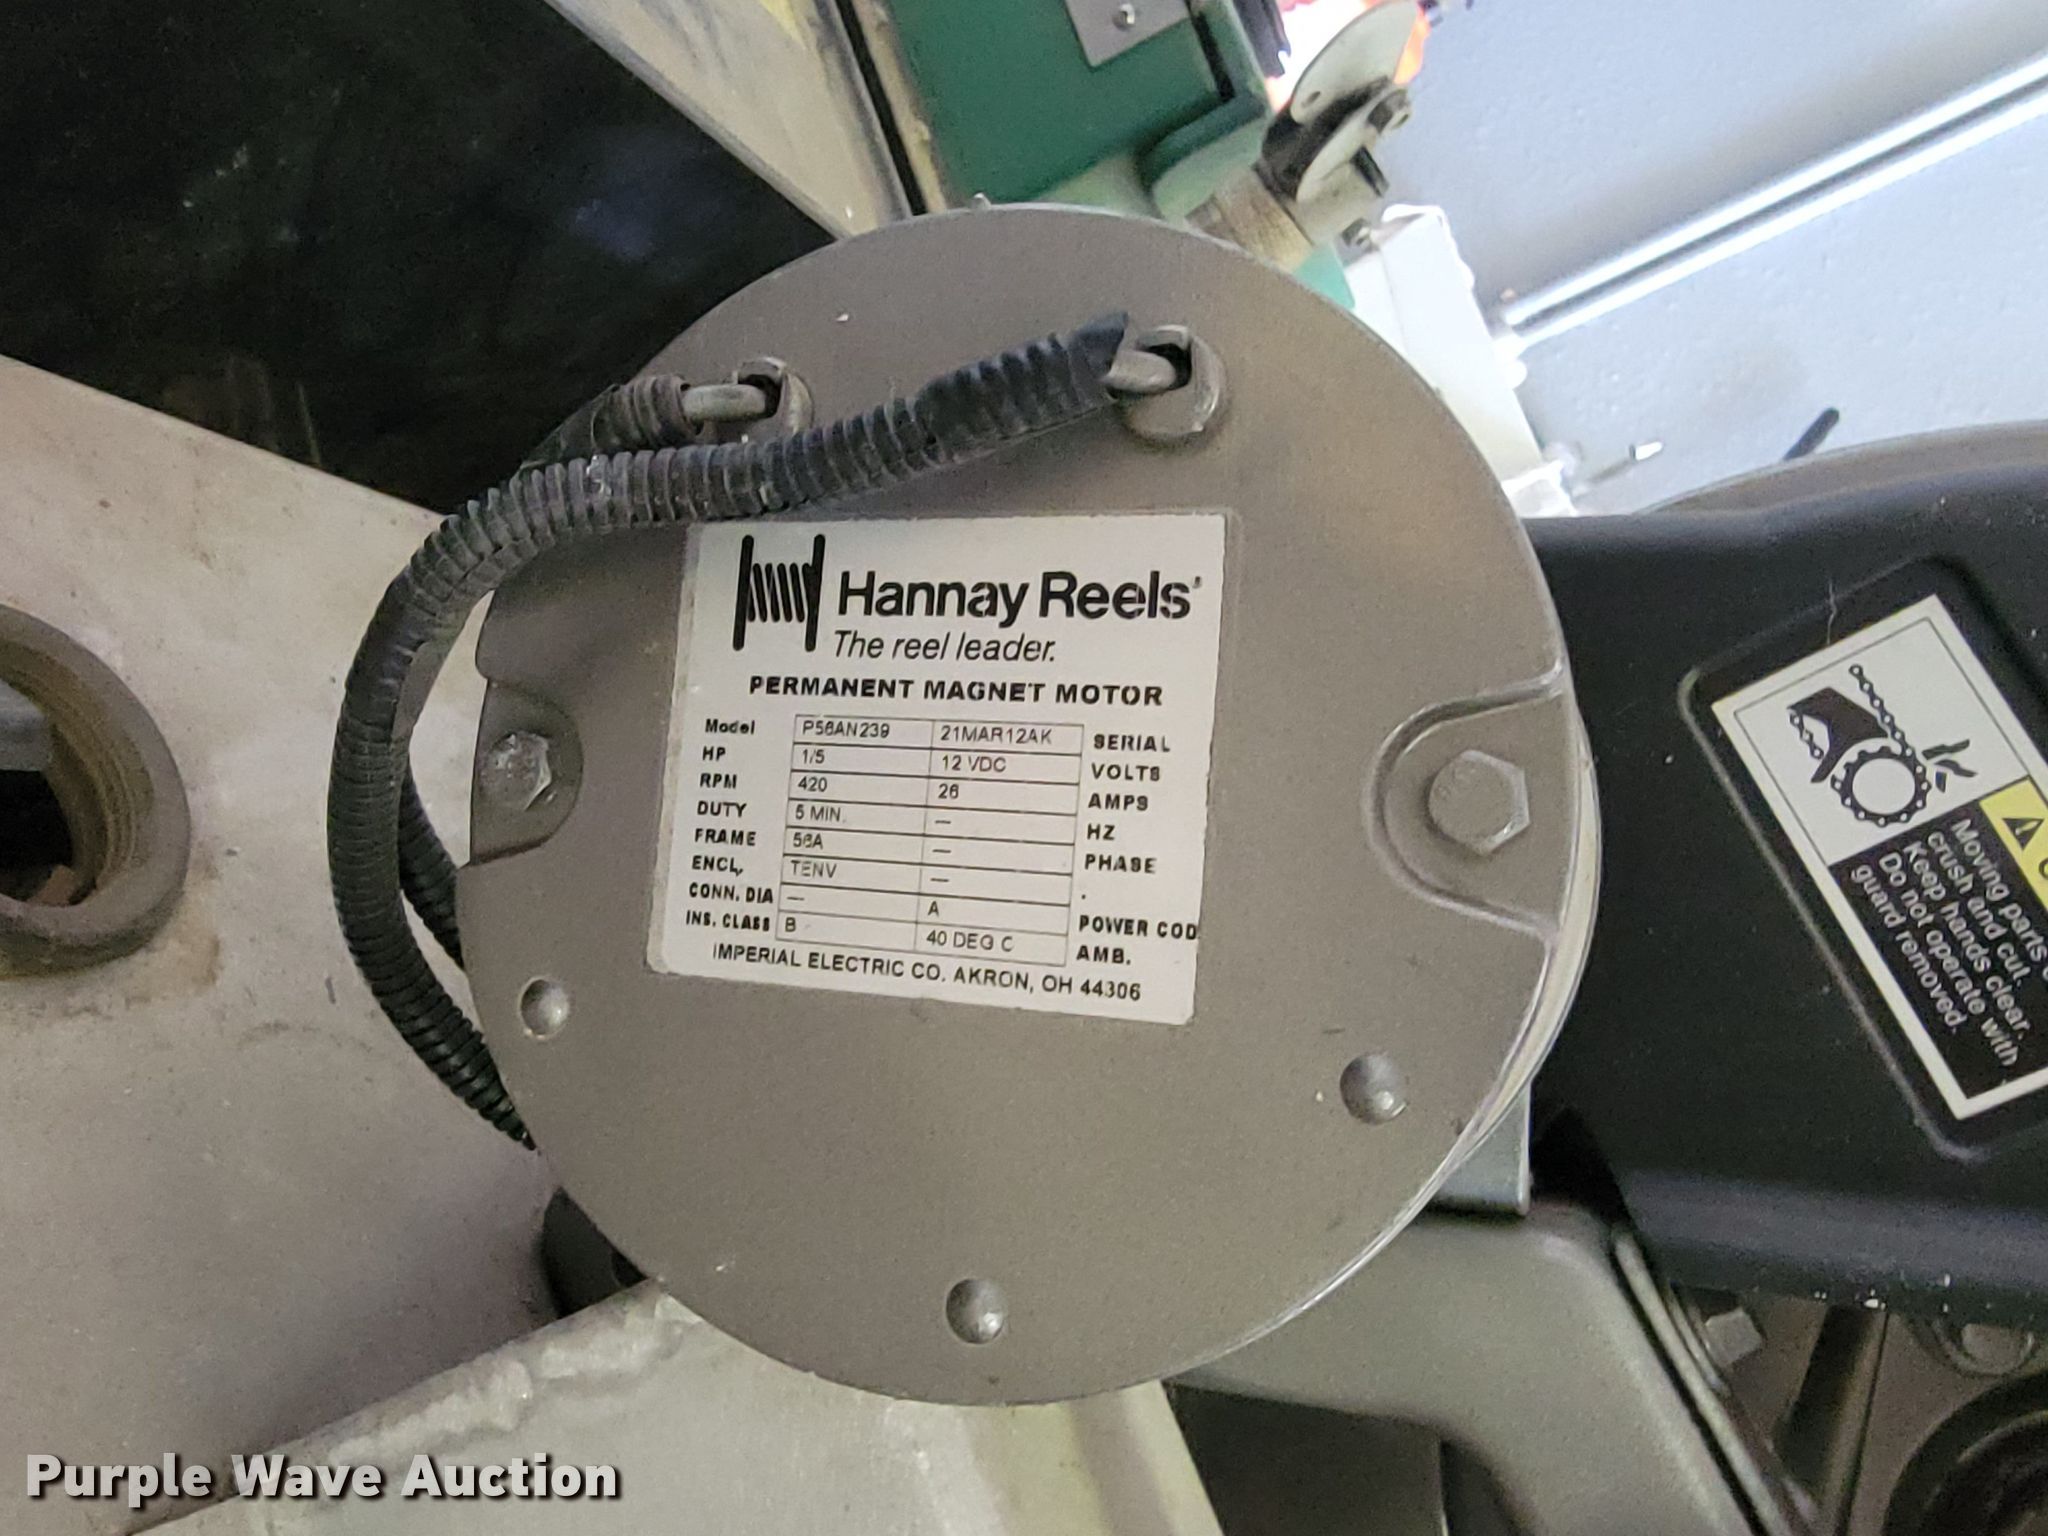 Hannay Reels
The reel leader.
PERMANENT MAGNET MOTOR
Model P56AN239 21MAR12AK SERIAL
HP 1/5 12 VDC VOLTS
RPM 420 26 AMPS
DUTY 5 MIN. — HZ
FRAME 56A — PHASE
ENCL. TENV — .
CONN. DIA — A POWER COD
INS. CLASS B 40 DEG C AMB.
IMPERIAL ELECTRIC CO. AKRON, OH 44306
Moving parts
crush and cut.
Keep hands clear.
Do not operate with
guard removed.
Purple Wave Auction